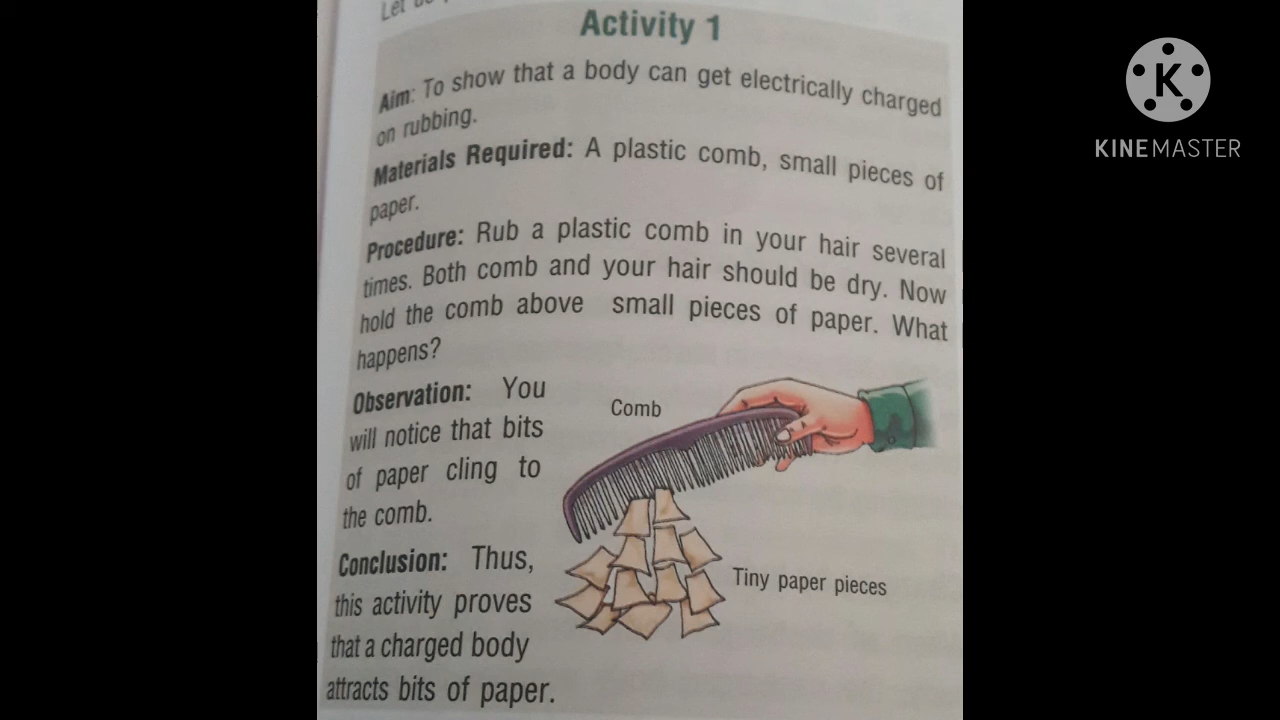 Let
Activity 1
Aim: To show that a body can get electrically charged
on rubbing.
Materials Required: A plastic comb, small pieces of
paper.
Procedure: Rub a plastic comb in your hair several
times. Both comb and your hair should be dry. Now
hold the comb above small pieces of paper. What
happens?
Observation: You
will notice that bits
of paper cling to
the comb.
Conclusion: Thus,
this activity proves
that a charged body
attracts bits of paper.
Comb
Tiny paper pieces
K
KINEMASTER